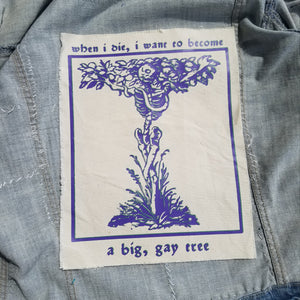 when i die, i want to become
a big, gay tree